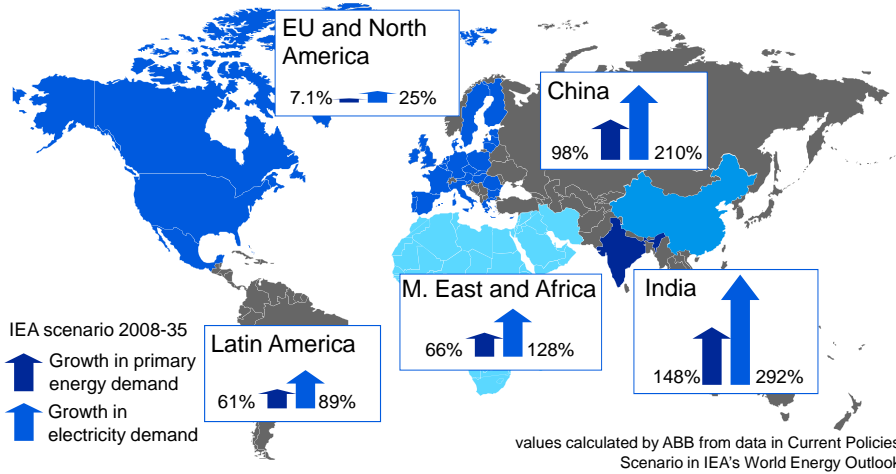 EU and North
America
7.1%
25%
China
98%
210%
M. East and Africa
66%
128%
India
148%
292%
Latin America
61%
89%
IEA scenario 2008-35
Growth in primary
energy demand
Growth in
electricity demand
values calculated by ABB from data in Current Policies
Scenario in IEA's World Energy Outlook